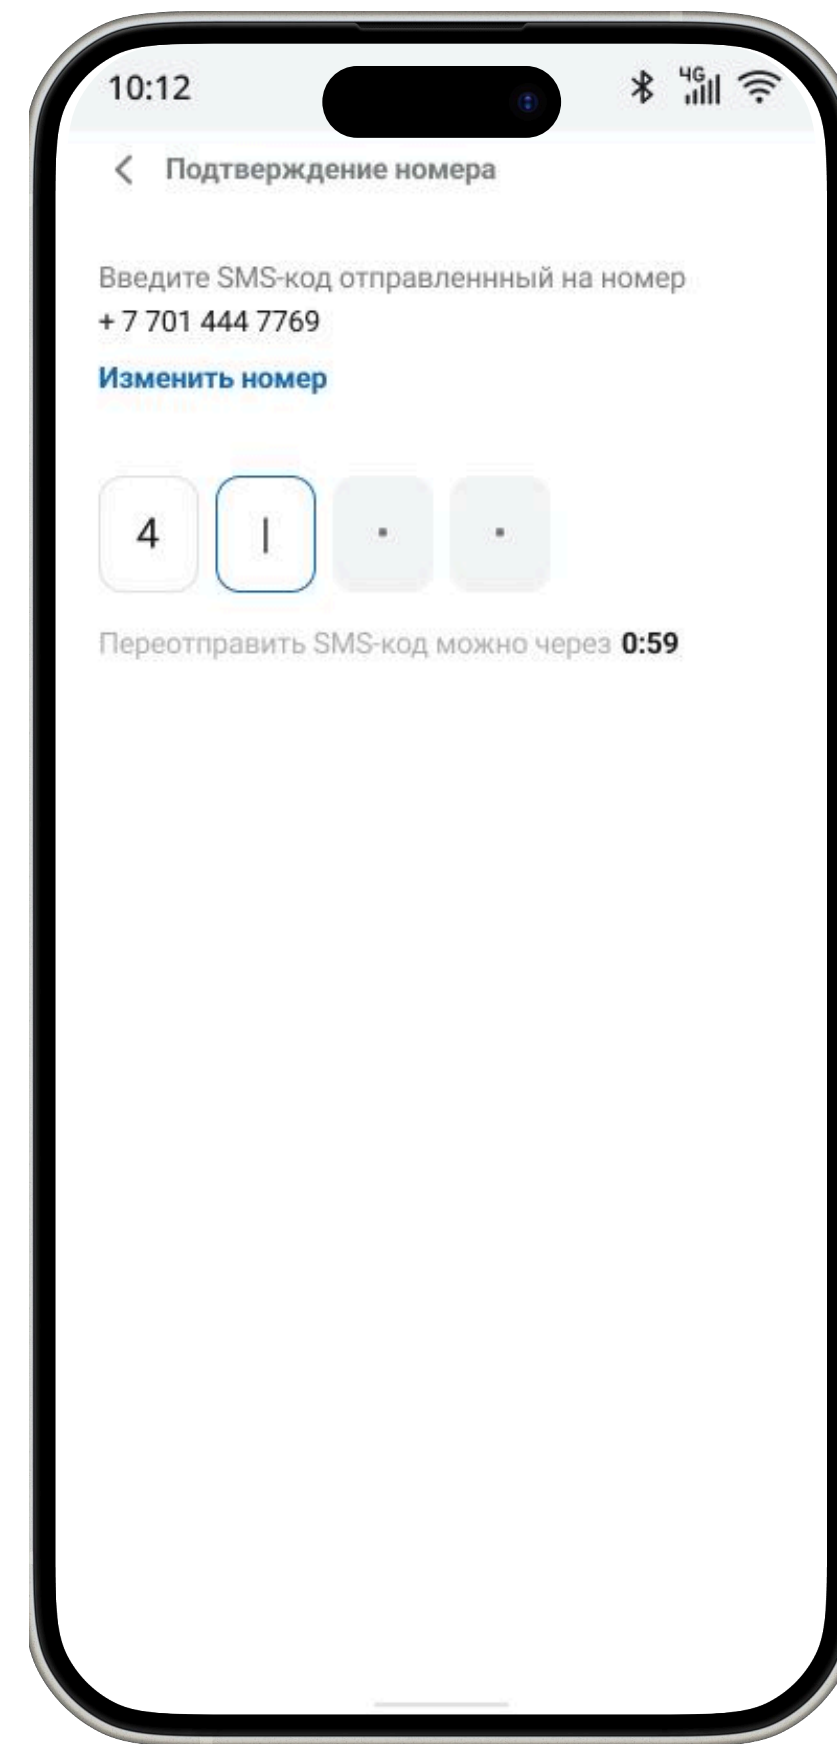 10:12
4G
Подтверждение номера
Введите SMS-код отправленнный на номер
+ 7 701 444 7769
Изменить номер
4
Переотправить SMS-код можно через 0:59